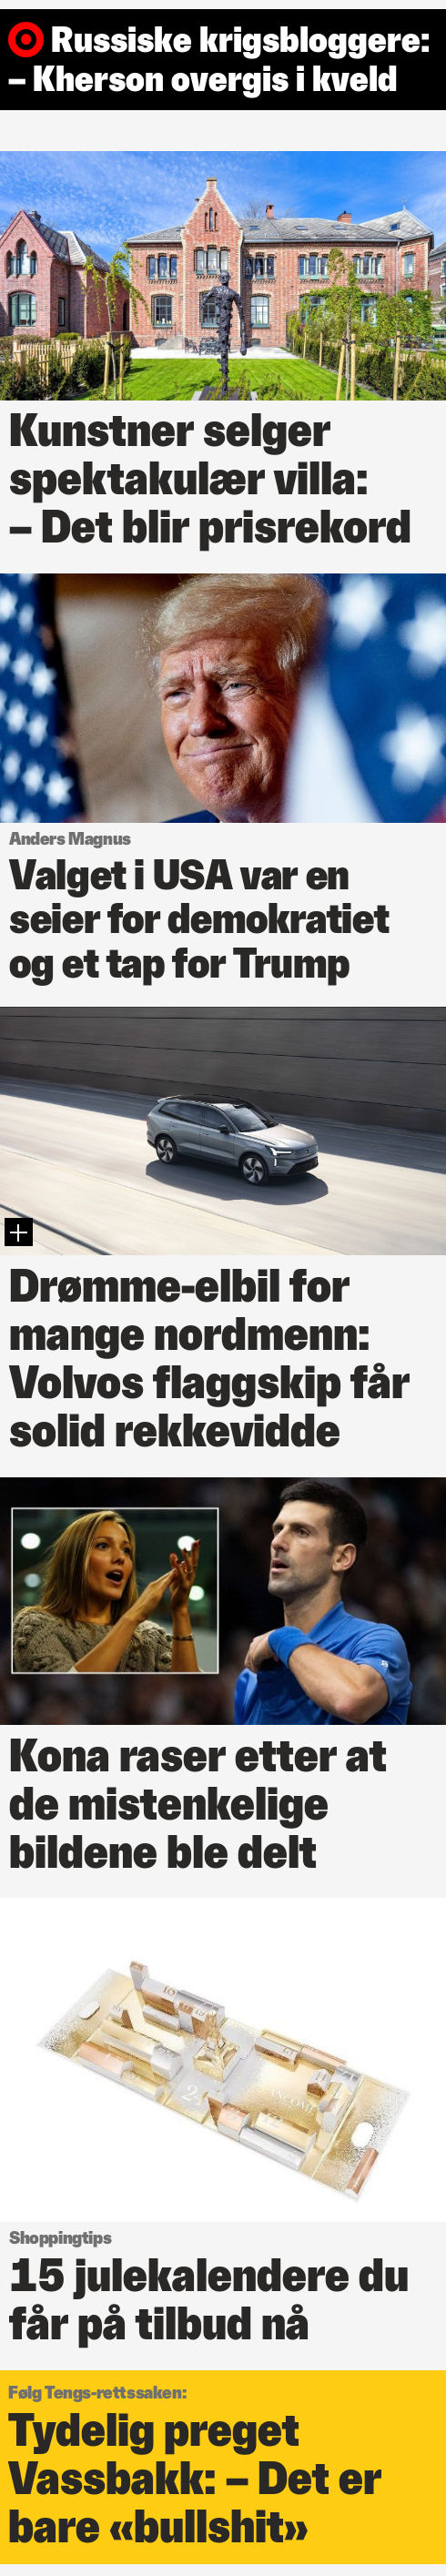 Russiske krigsbloggere:
– Kherson overgis i kveld
Kunstner selger
spektakulær villa:
– Det blir prisrekord
Anders Magnus
Valget i USA var en
seier for demokratiet
og et tap for Trump
Drømme-elbil for
mange nordmenn:
Volvos flaggskip får
solid rekkevidde
Kona raser etter at
de mistenkelige
bildene ble delt
Shoppingtips
15 julekalendere du
får på tilbud nå
Følg Tengs-rettssaken:
Tydelig preget
Vassbakk: – Det er
bare «bullshit»